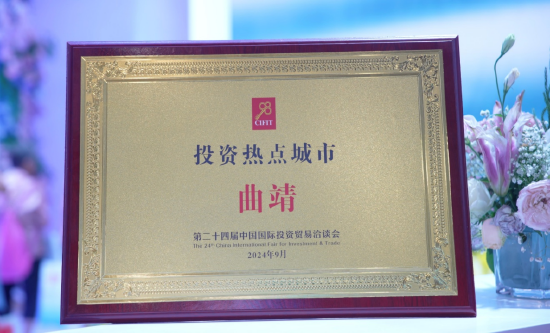 CIFIT
投资热点城市
曲靖
第二十四届中国国际投资贸易洽谈会
The 24th China International Fair for Investment & Trade
2024年9月